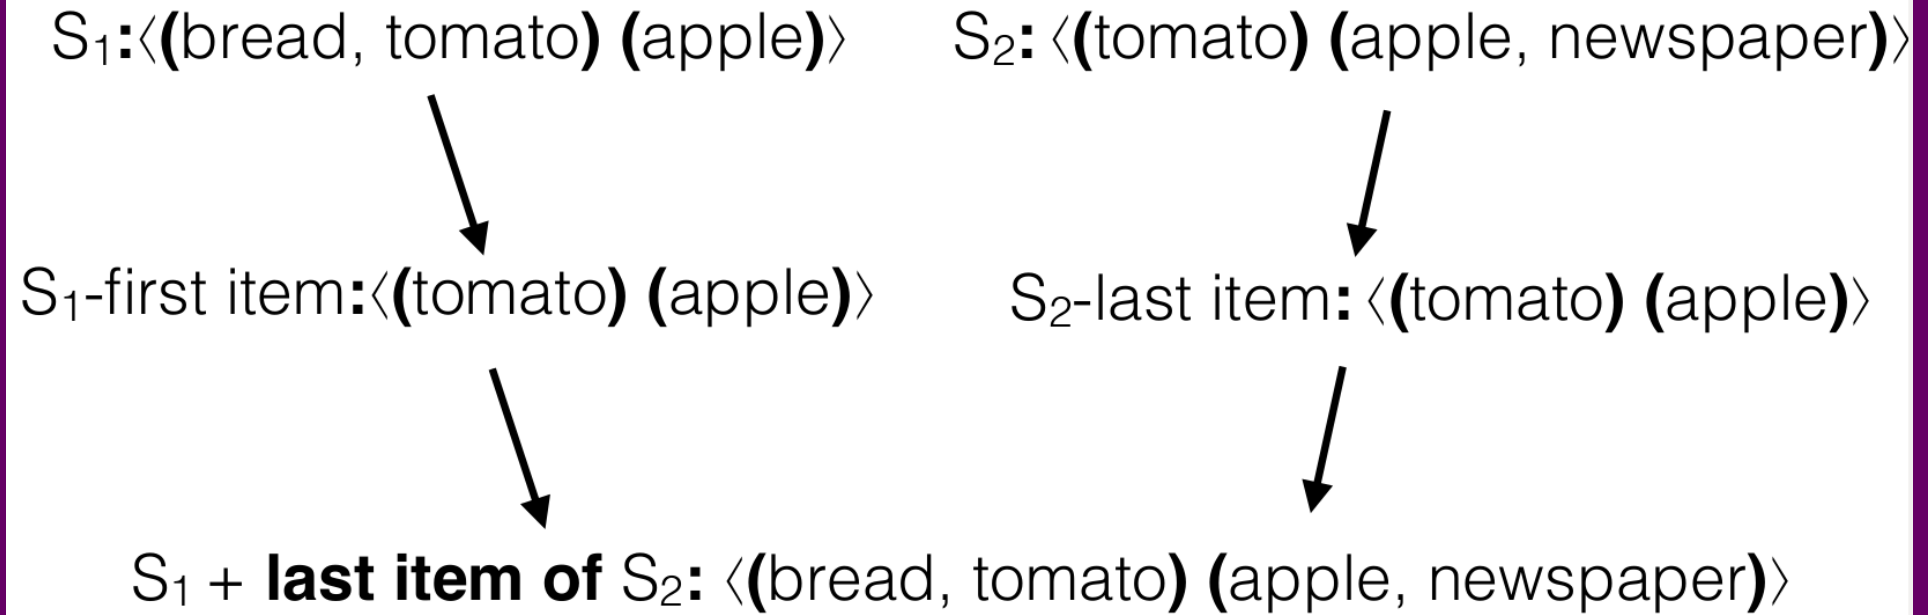 S₁:⟨(bread, tomato) (apple)⟩ S₂: ⟨(tomato) (apple, newspaper)⟩
S₁-first item:⟨(tomato) (apple)⟩ S₂-last item: ⟨(tomato) (apple)⟩
S₁ + last item of S₂: ⟨(bread, tomato) (apple, newspaper)⟩